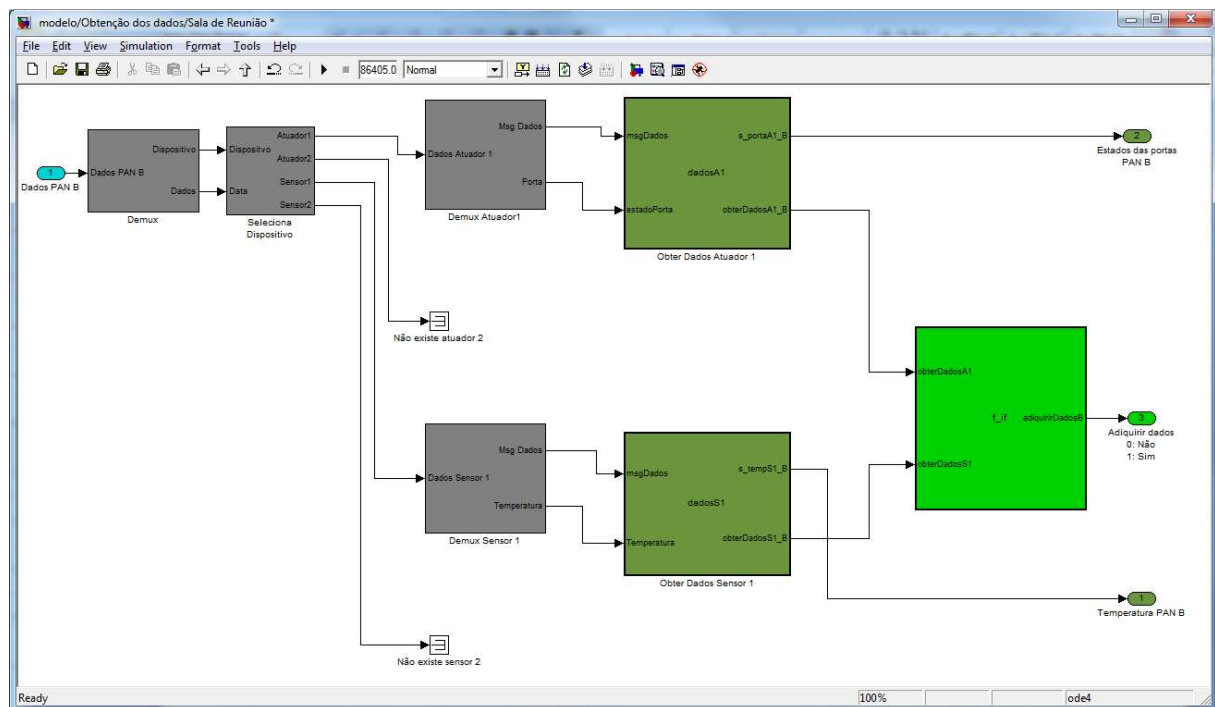 modelo/Obtenção dos dados/Sala de Reunião *
File Edit View Simulation Format Tools Help
86405.0 Normal
1
Dados PAN B
Dados PAN B
Dispositivo
Dados
Demux
Dispositvo
Data
Atuador1
Atuador2
Sensor1
Sensor2
Seleciona
Dispositivo
Dados Atuador 1
Msg Dados
Porta
Demux Atuador1
msgDados
estadoPorta
dadosA1
s_portaA1_B
obterDadosA1_B
Obter Dados Atuador 1
2
Estados das portas
PAN B
Não existe atuador 2
obterDadosA1
obterDadosS1
f_if
adiquirirDadosB
3
Adiquirir dados
0: Não
1: Sim
Dados Sensor 1
Msg Dados
Temperatura
Demux Sensor 1
msgDados
Temperatura
dadosS1
s_tempS1_B
obterDadosS1_B
Obter Dados Sensor 1
1
Temperatura PAN B
Não existe sensor 2
Ready
100%
ode4